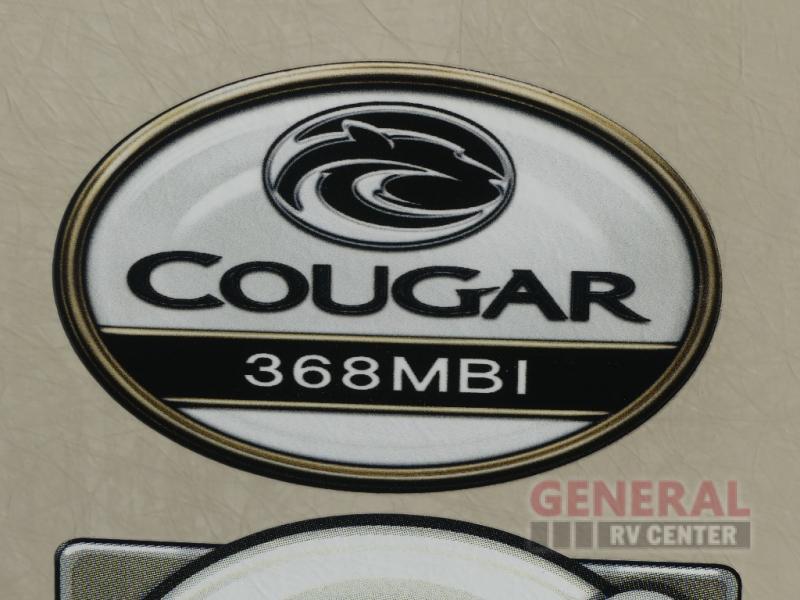 COUGAR
368MBI
GENERAL
RV CENTER